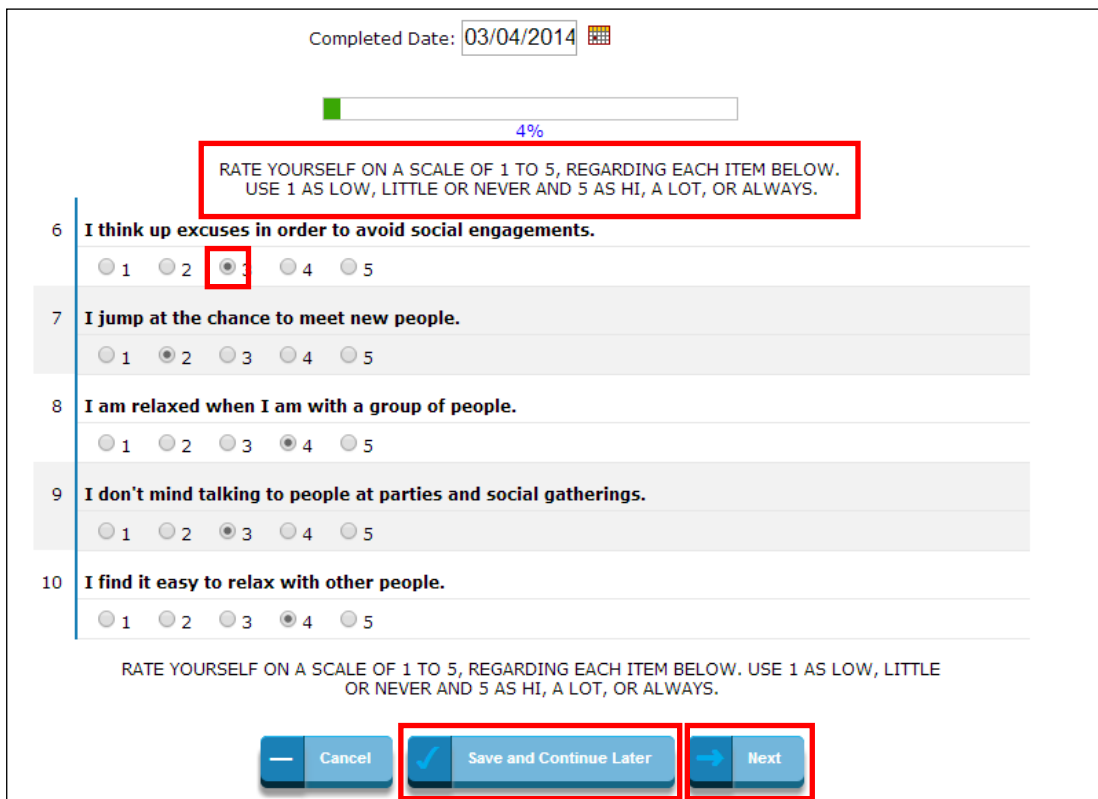 Completed Date: 03/04/2014
4%
RATE YOURSELF ON A SCALE OF 1 TO 5, REGARDING EACH ITEM BELOW.
USE 1 AS LOW, LITTLE OR NEVER AND 5 AS HI, A LOT, OR ALWAYS.
6 I think up excuses in order to avoid social engagements.
1 2 3 4 5
7 I jump at the chance to meet new people.
1 2 3 4 5
8 I am relaxed when I am with a group of people.
1 2 3 4 5
9 I don't mind talking to people at parties and social gatherings.
1 2 3 4 5
10 I find it easy to relax with other people.
1 2 3 4 5
RATE YOURSELF ON A SCALE OF 1 TO 5, REGARDING EACH ITEM BELOW. USE 1 AS LOW, LITTLE
OR NEVER AND 5 AS HI, A LOT, OR ALWAYS.
Cancel Save and Continue Later Next